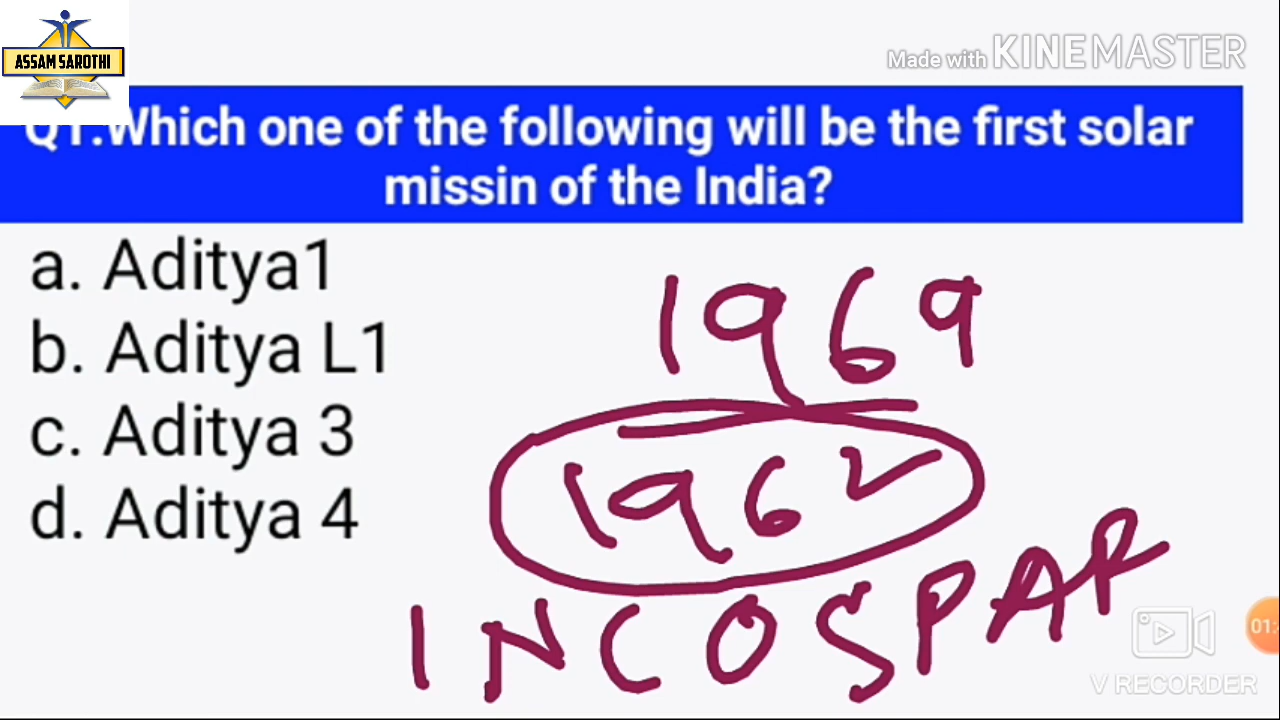 ASSAM SAROTHI
Made with KINEMASTER
Q1.Which one of the following will be the first solar
missin of the India?
a. Aditya1
b. Aditya L1
c. Aditya 3
d. Aditya 4
1969
1962
INCOSPAR
01:
V RECORDER